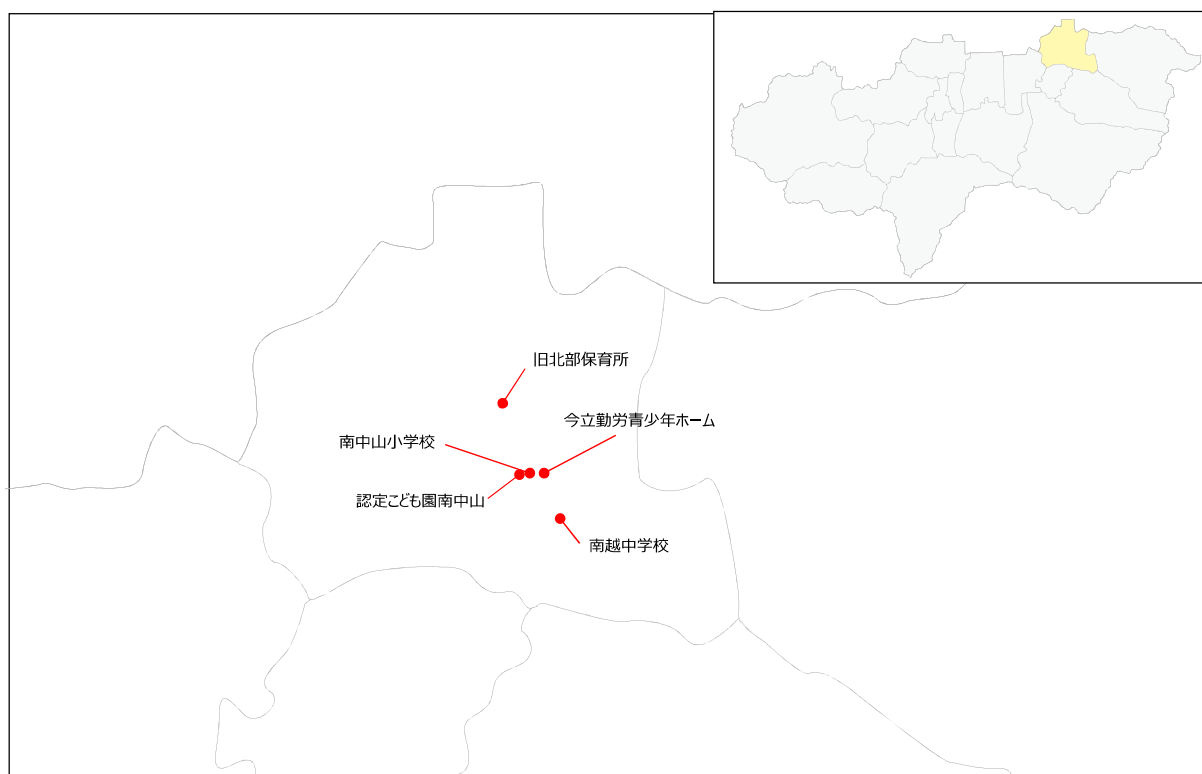 旧北部保育所
今立勤労青少年ホーム
南中山小学校
認定こども園南中山
南越中学校